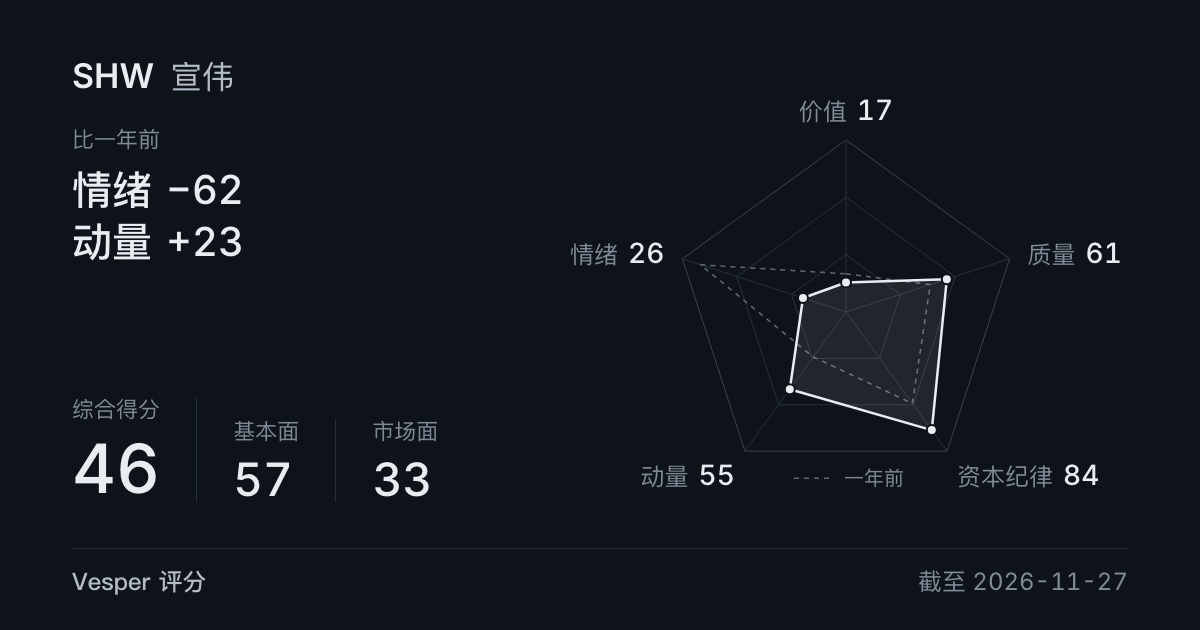 SHW 宣伟
比一年前
情绪 −62
动量 +23
综合得分
46
基本面
57
市场面
33
价值 17
质量 61
资本纪律 84
动量 55
情绪 26
一年前
Vesper 评分
截至 2026-11-27